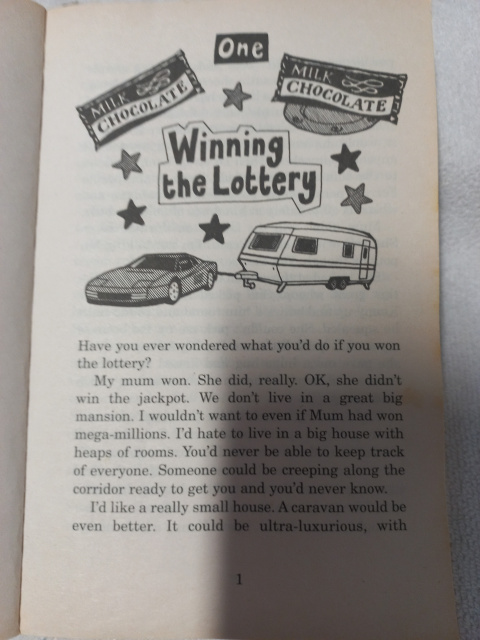 One
MILK
CHOCOLATE
MILK
CHOCOLATE
Winning
the Lottery
Have you ever wondered what you'd do if you won
the lottery?
My mum won. She did, really. OK, she didn't
win the jackpot. We don't live in a great big
mansion. I wouldn't want to even if Mum had won
mega-millions. I'd hate to live in a big house with
heaps of rooms. You'd never be able to keep track
of everyone. Someone could be creeping along the
corridor ready to get you and you'd never know.
I'd like a really small house. A caravan would be
even better. It could be ultra-luxurious, with
1